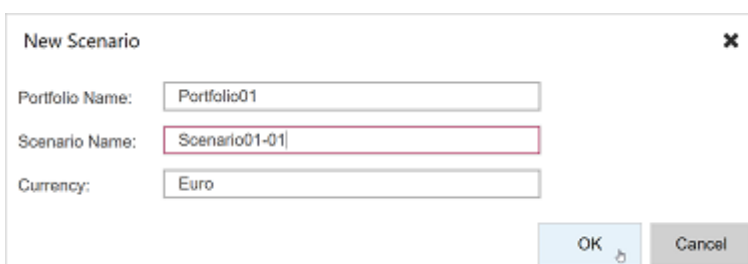 New Scenario
Portfolio Name: Portfolio01
Scenario Name: Scenario01-01
Currency: Euro
OK Cancel